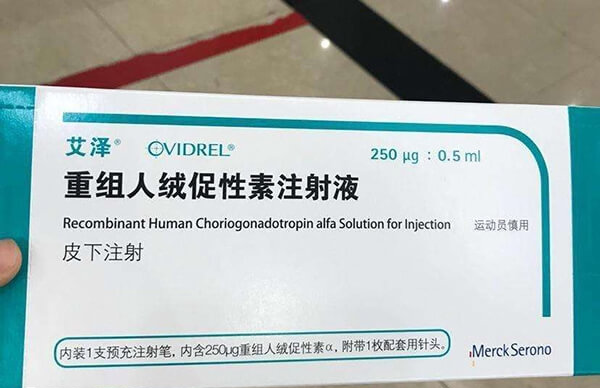 艾泽® OVIDREL® 250 μg : 0.5 ml
重组人绒促性素注射液
Recombinant Human Choriogonadotropin alfa Solution for Injection 运动员慎用
皮下注射
内装1支预充注射笔，内含250μg重组人绒促性素α，附带1枚配套用针头。 MerckSerono